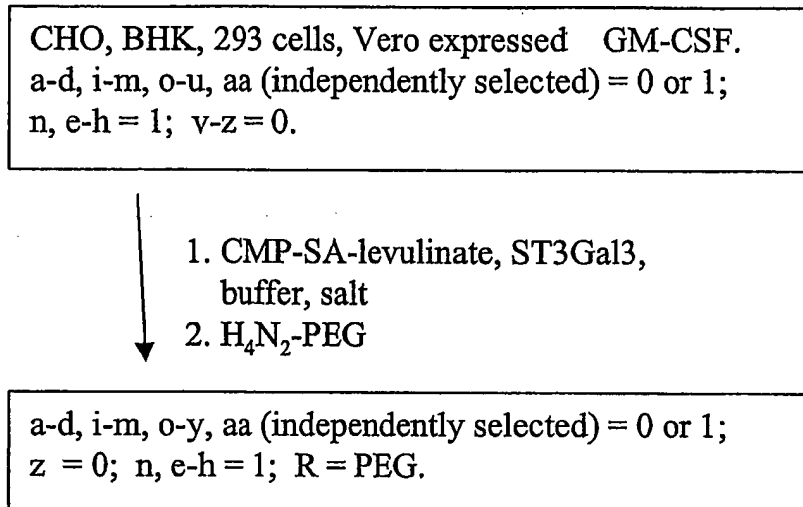 CHO, BHK, 293 cells, Vero expressed GM-CSF.
a-d, i-m, o-u, aa (independently selected) = 0 or 1;
n, e-h = 1; v-z = 0.
1. CMP-SA-levulinate, ST3Gal3,
buffer, salt
2. H₄N₂-PEG
a-d, i-m, o-y, aa (independently selected) = 0 or 1;
z = 0; n, e-h = 1; R = PEG.